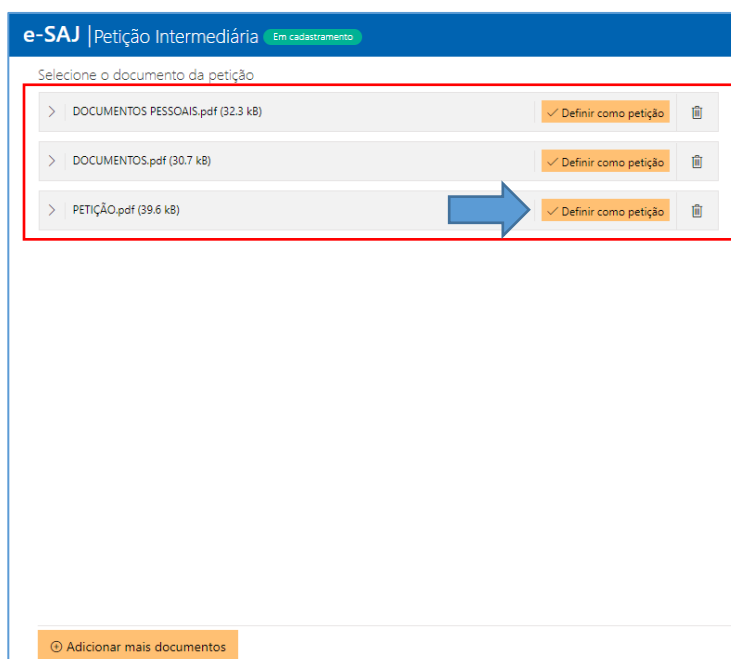 e-SAJ | Petição Intermediária Em cadastramento
Selecione o documento da petição
DOCUMENTOS PESSOAIS.pdf (32.3 kB) Definir como petição
DOCUMENTOS.pdf (30.7 kB) Definir como petição
PETIÇÃO.pdf (39.6 kB) Definir como petição
Adicionar mais documentos